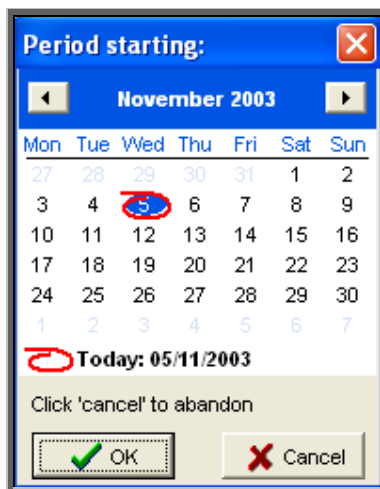 Period starting:
November 2003
Mon Tue Wed Thu Fri Sat Sun
27 28 29 30 31 1 2
3 4 5 6 7 8 9
10 11 12 13 14 15 16
17 18 19 20 21 22 23
24 25 26 27 28 29 30
1 2 3 4 5 6 7
Today: 05/11/2003
Click 'cancel' to abandon
OK Cancel